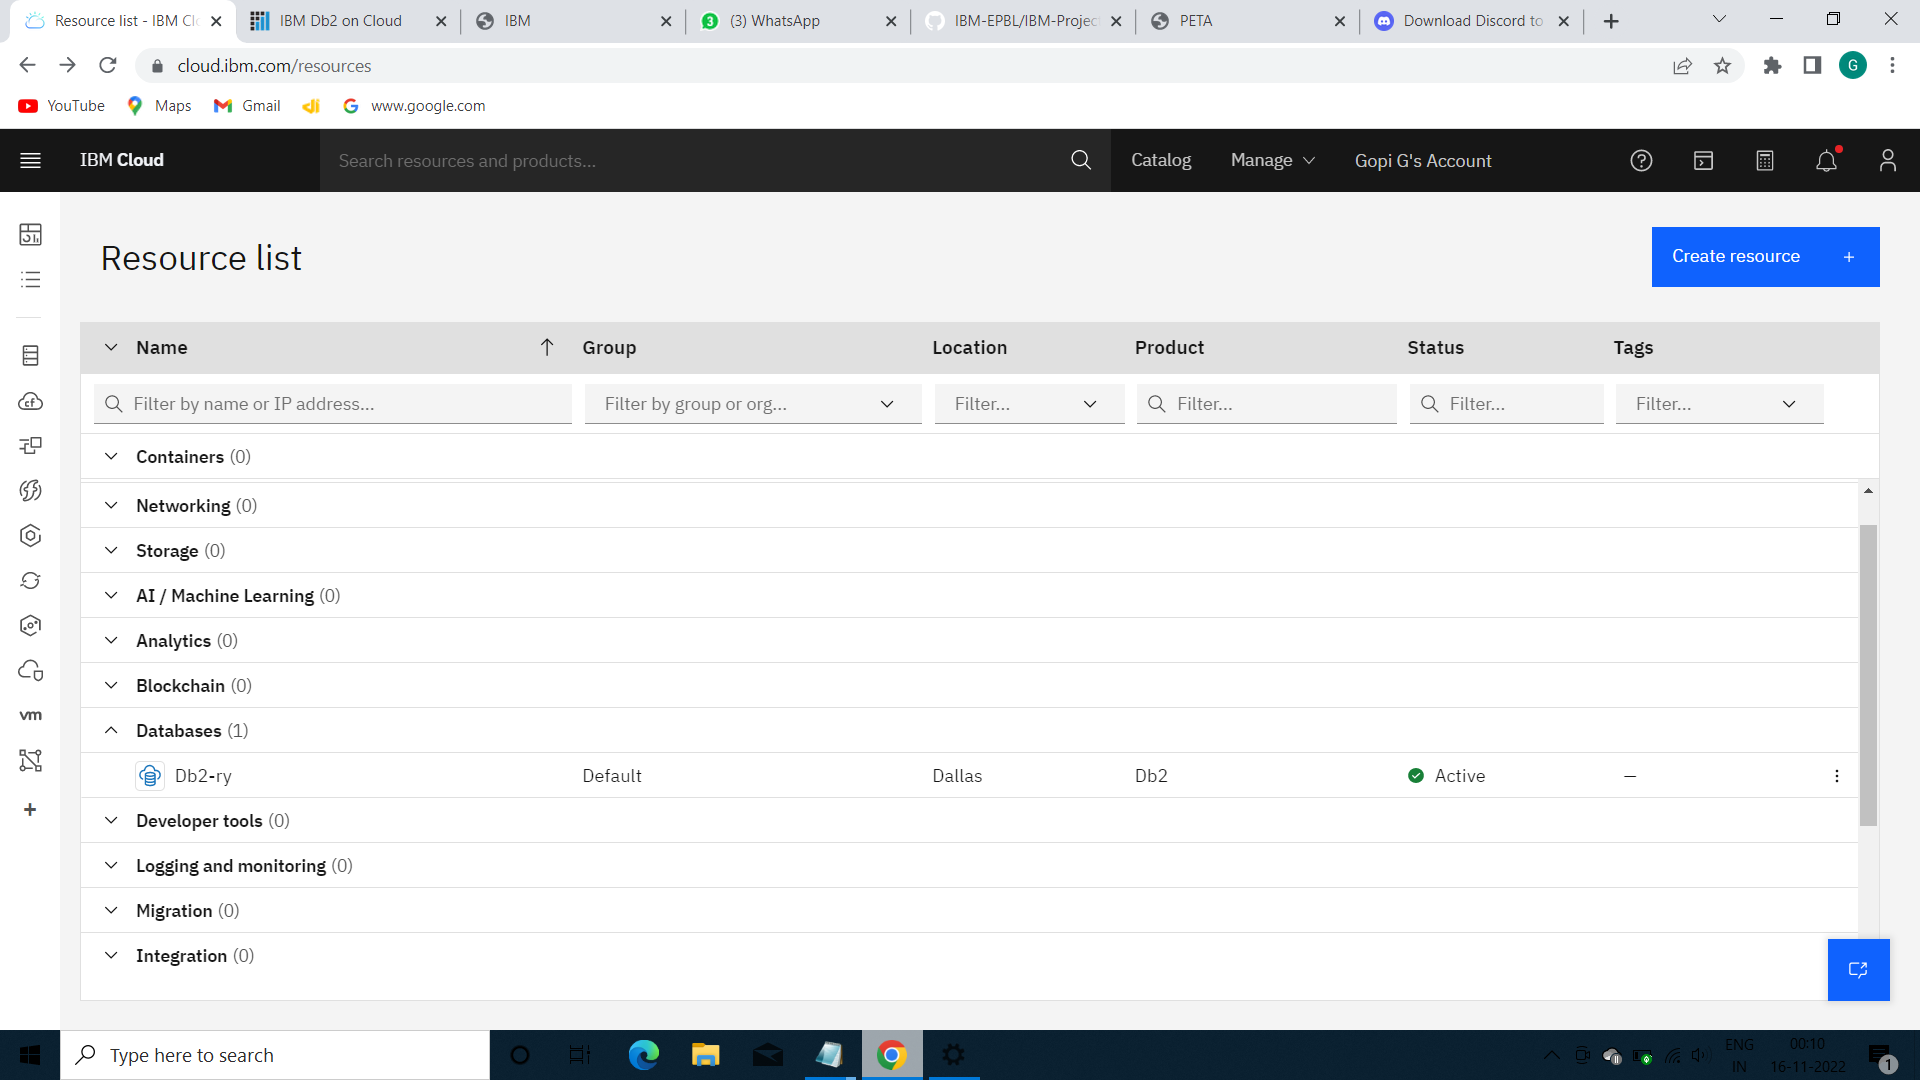 Resource list - IBM Cl
IBM Db2 on Cloud
IBM
(3) WhatsApp
IBM-EPBL/IBM-Projec
PETA
Download Discord to
cloud.ibm.com/resources
G
YouTube
Maps
Gmail
www.google.com
IBM Cloud
Search resources and products...
Catalog
Manage
Gopi G's Account
Resource list
Create resource +
Name
Group
Location
Product
Status
Tags
Filter by name or IP address...
Filter by group or org...
Filter...
Filter...
Filter...
Filter...
Containers (0)
Networking (0)
Storage (0)
AI / Machine Learning (0)
Analytics (0)
Blockchain (0)
Databases (1)
Db2-ry
Default
Dallas
Db2
Active
—
Developer tools (0)
Logging and monitoring (0)
Migration (0)
Integration (0)
cf
vm
Type here to search
ENG
IN
00:10
16-11-2022
1